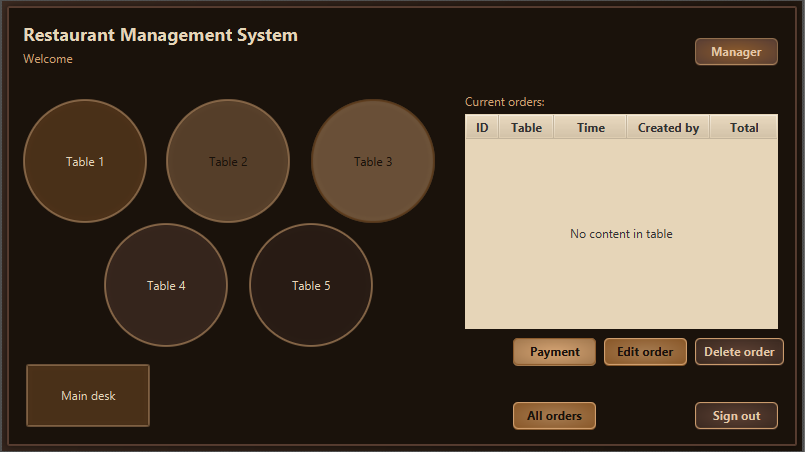 Restaurant Management System
Welcome
Manager
Table 1
Table 2
Table 3
Table 4
Table 5
Main desk
Current orders:
ID Table Time Created by Total
No content in table
Payment Edit order Delete order
All orders Sign out